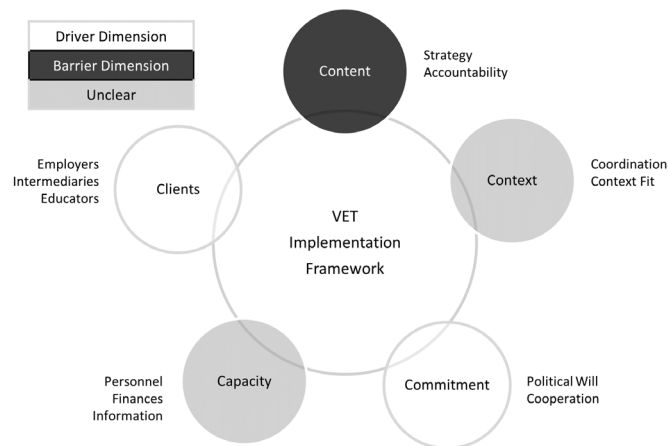 Driver Dimension
Barrier Dimension
Unclear
Content
Strategy
Accountability
Context
Coordination
Context Fit
Employers
Intermediaries
Educators
Clients
VET
Implementation
Framework
Personnel
Finances
Information
Capacity
Commitment
Political Will
Cooperation